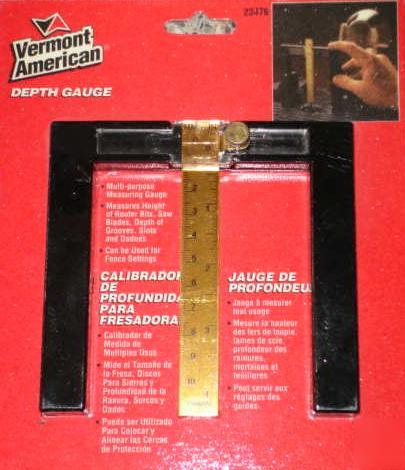 23476
Vermont
American
DEPTH GAUGE
• Multi-purpose
Measuring Gauge
• Measures Height
of Router Bits, Saw
Blades, Depth of
Grooves, Slots
and Dadoes
• Can be Used for
Fence Settings
CALIBRADOR
DE
PROFUNDIDA
PARA
FRESADORA
• Calibrador de
Medida de
Multiples Usos
• Mide el Tamaño de
la Fresa, Discos
Para Sierras y
Profundidad de la
Ranura, Surcos y
Dados
• Puede ser Utilizado
Para Colocar y
Alinear las Cercas
de Protección
JAUGE DE
PROFONDEU
• Jauge à mesurer
tout usage
• Mesure la hauteur
des fers de toupie,
lames de scie,
profondeur des
rainures,
mortaises et
feuillures
• Peut servir aux
réglages des
guides.